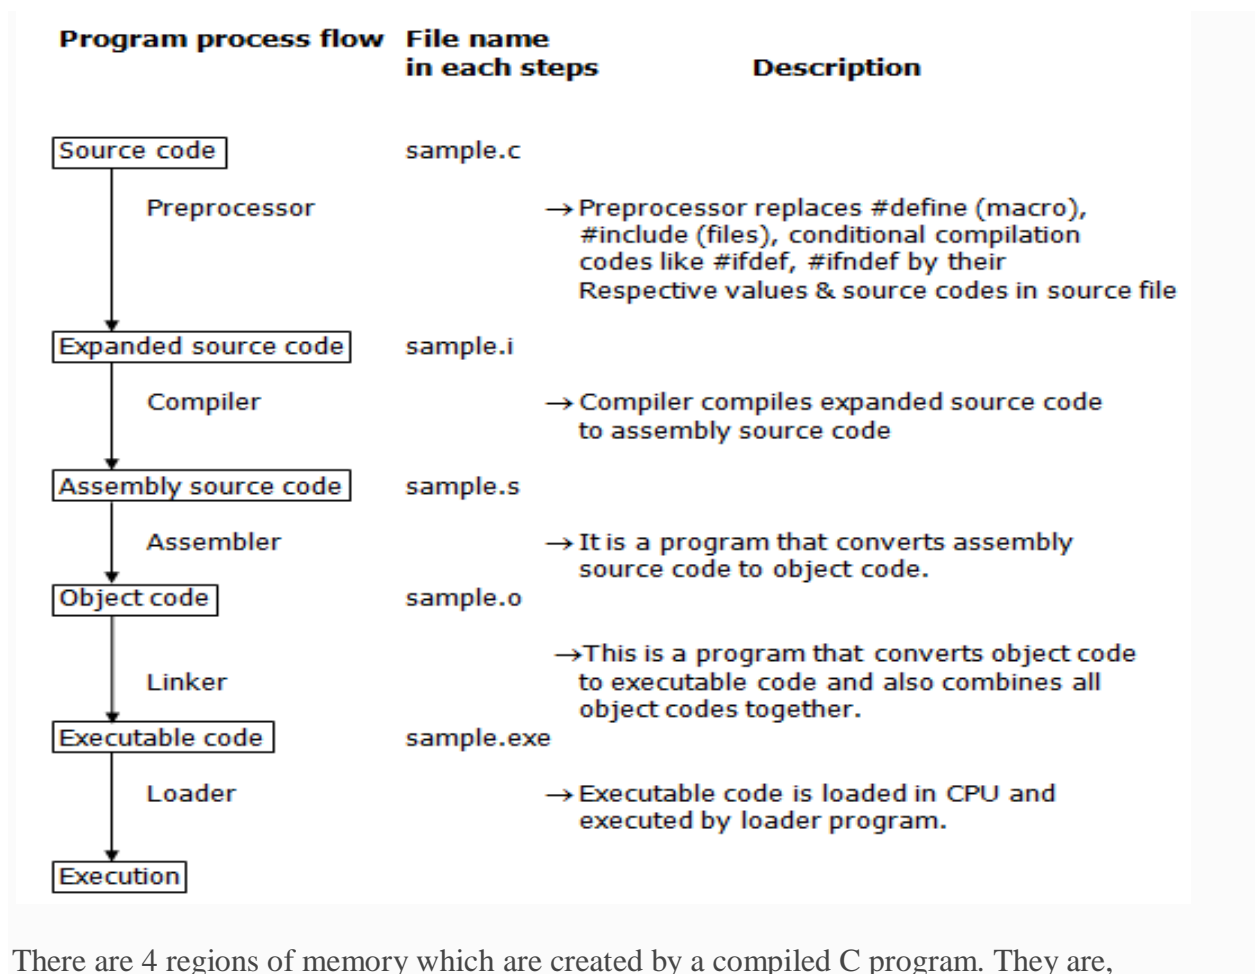 Program process flow File name
in each steps Description
Source code sample.c
Preprocessor → Preprocessor replaces #define (macro),
#include (files), conditional compilation
codes like #ifdef, #ifndef by their
Respective values & source codes in source file
Expanded source code sample.i
Compiler → Compiler compiles expanded source code
to assembly source code
Assembly source code sample.s
Assembler → It is a program that converts assembly
source code to object code.
Object code sample.o
→This is a program that converts object code
Linker to executable code and also combines all
object codes together.
Executable code sample.exe
Loader → Executable code is loaded in CPU and
executed by loader program.
Execution
There are 4 regions of memory which are created by a compiled C program. They are,